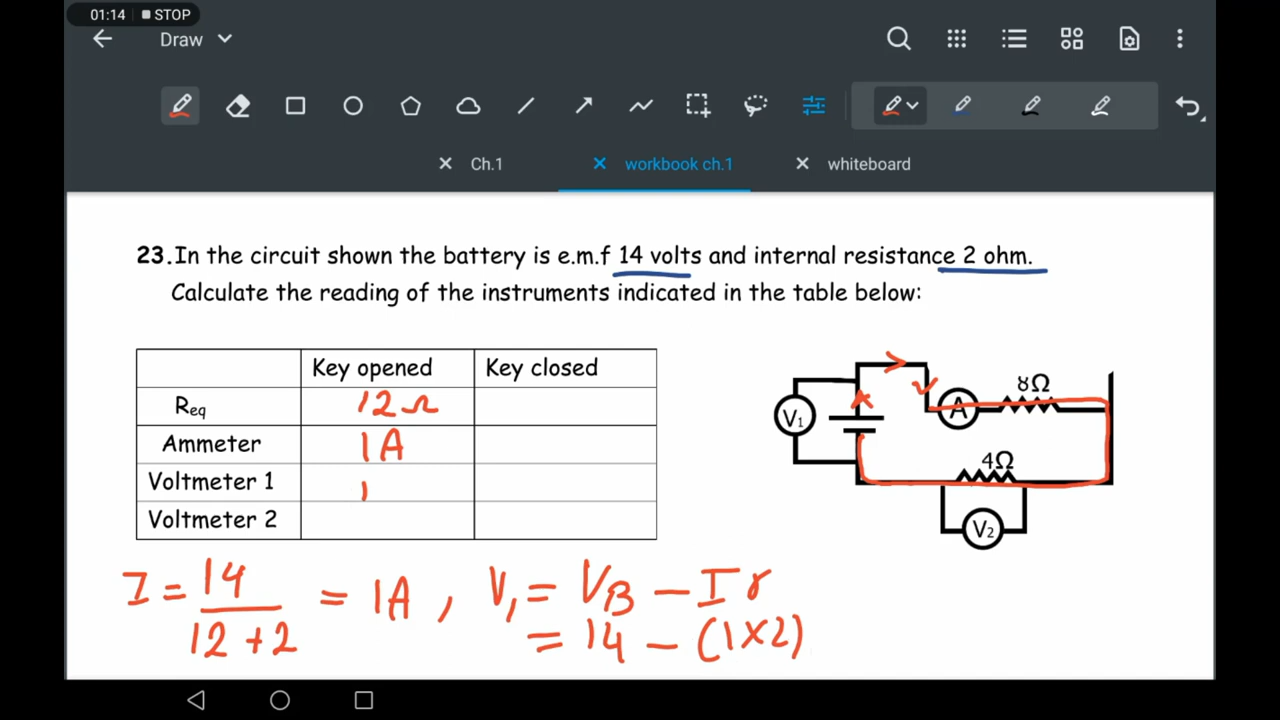 01:14 STOP
Draw
Ch.1 workbook ch.1 whiteboard
23.In the circuit shown the battery is e.m.f 14 volts and internal resistance 2 ohm.
Calculate the reading of the instruments indicated in the table below:
Key opened Key closed
Req 12Ω
Ammeter 1A
Voltmeter 1 1
Voltmeter 2
V1 A 8Ω
4Ω
V2
I = 14/12+2 = 1A , V1 = VB - Ir
= 14 - (1×2)